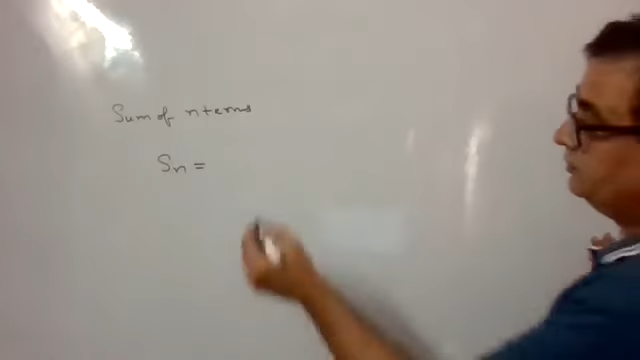 Sum of n terms
Sn =